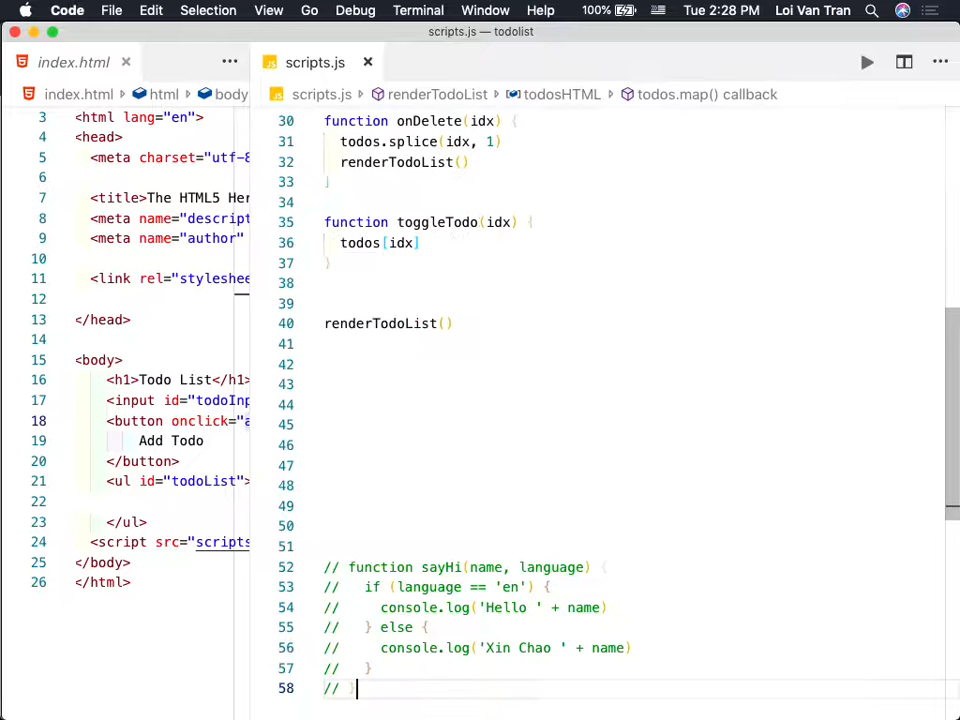 Code File Edit Selection View Go Debug Terminal Window Help 100% Tue 2:28 PM Loi Van Tran
scripts.js — todolist
index.html
scripts.js
index.html > html > body
scripts.js > renderTodoList > todosHTML > todos.map() callback
3 <html lang="en">
4 <head>
5 <meta charset="utf-8
6
7 <title>The HTML5 Her
8 <meta name="descript
9 <meta name="author"
10
11 <link rel="styleshee
12
13 </head>
14
15 <body>
16 <h1>Todo List</h1>
17 <input id="todoInp
18 <button onclick="a
19 Add Todo
20 </button>
21 <ul id="todoList">
22
23 </ul>
24 <script src="scripts
25 </body>
26 </html>
30 function onDelete(idx) {
31 todos.splice(idx, 1)
32 renderTodoList()
33 }
34
35 function toggleTodo(idx) {
36 todos[idx]
37 }
38
39
40 renderTodoList()
41
42
43
44
45
46
47
48
49
50
51
52 // function sayHi(name, language) {
53 // if (language == 'en') {
54 // console.log('Hello ' + name)
55 // } else {
56 // console.log('Xin Chao ' + name)
57 // }
58 // }